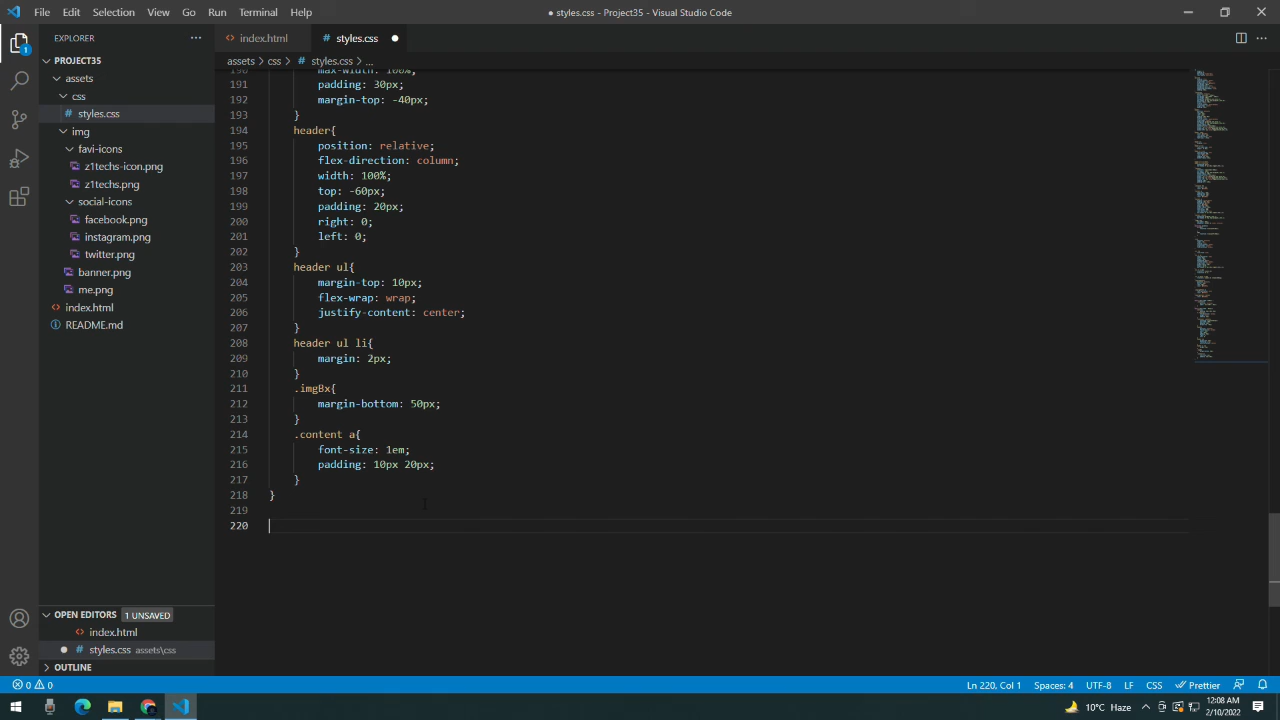 File Edit Selection View Go Run Terminal Help
● styles.css - Project35 - Visual Studio Code
EXPLORER
PROJECT35
assets
css
styles.css
img
favi-icons
z1techs-icon.png
z1techs.png
social-icons
facebook.png
instagram.png
twitter.png
banner.png
me.png
index.html
README.md
OPEN EDITORS 1 UNSAVED
index.html
styles.css assets\css
OUTLINE
1
index.html styles.css
assets > css > # styles.css > ...
190 max-width: 100%;
191 padding: 30px;
192 margin-top: -40px;
193 }
194 header{
195 position: relative;
196 flex-direction: column;
197 width: 100%;
198 top: -60px;
199 padding: 20px;
200 right: 0;
201 left: 0;
202 }
203 header ul{
204 margin-top: 10px;
205 flex-wrap: wrap;
206 justify-content: center;
207 }
208 header ul li{
209 margin: 2px;
210 }
211 .imgBx{
212 margin-bottom: 50px;
213 }
214 .content a{
215 font-size: 1em;
216 padding: 10px 20px;
217 }
218 }
219
220
0 0 Ln 220, Col 1 Spaces: 4 UTF-8 LF CSS Prettier
10°C Haze 12:08 AM
2/10/2022